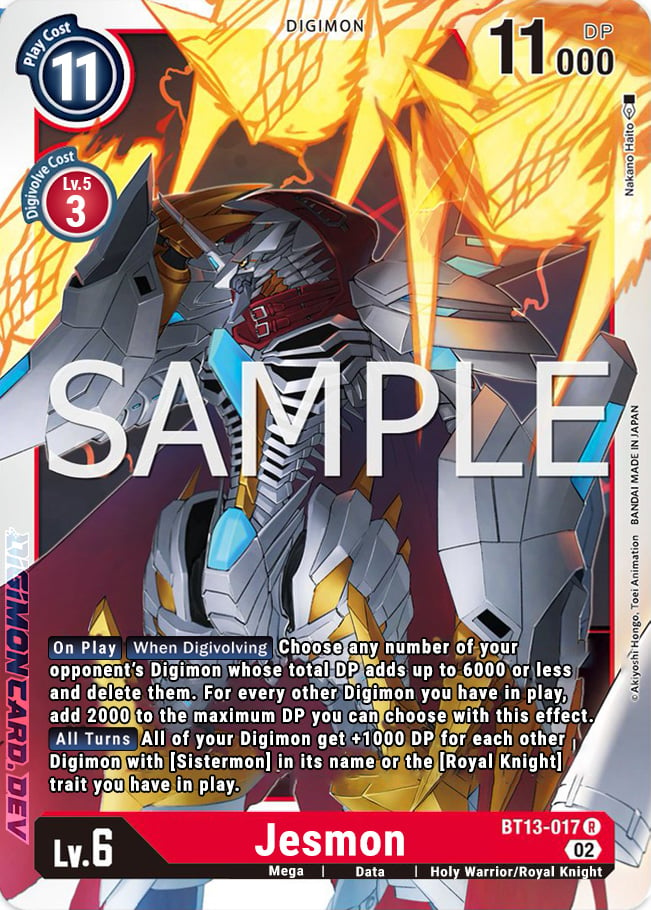 DIGIMON
Play Cost
11
DP
11000
Digivolve Cost
Lv.5
3
Nakano Haito
SAMPLE
© Akiyoshi Hongo, Toei Animation BANDAI MADE IN JAPAN
DIGIMONCARD.DEV
On Play When Digivolving Choose any number of your
opponent's Digimon whose total DP adds up to 6000 or less
and delete them. For every other Digimon you have in play,
add 2000 to the maximum DP you can choose with this effect.
All Turns All of your Digimon get +1000 DP for each other
Digimon with [Sistermon] in its name or the [Royal Knight]
trait you have in play.
BT13-017 R
Lv.6
Jesmon
02
Mega | Data | Holy Warrior/Royal Knight